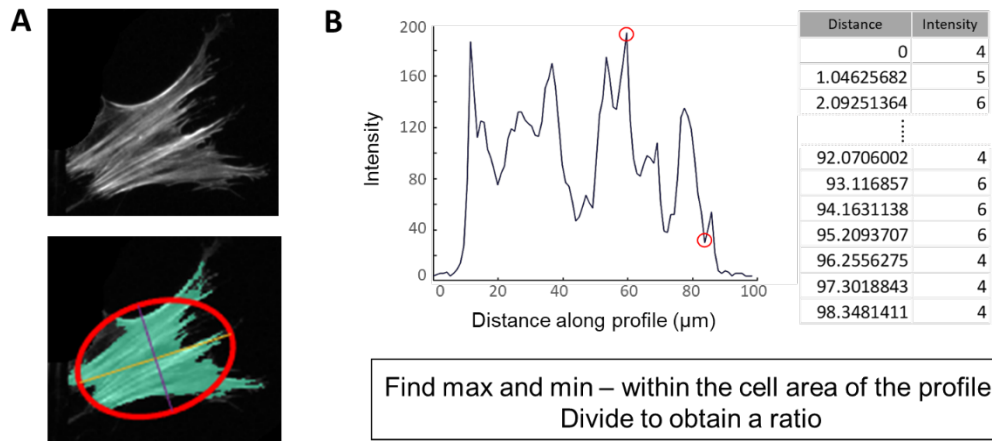 A
B
200
160
120
80
40
0
Intensity
0 20 40 60 80 100
Distance along profile (µm)
Distance Intensity
0 4
1.04625682 5
2.09251364 6
92.0706002 4
93.116857 6
94.1631138 6
95.2093707 6
96.2556275 4
97.3018843 4
98.3481411 4
Find max and min – within the cell area of the profile
Divide to obtain a ratio